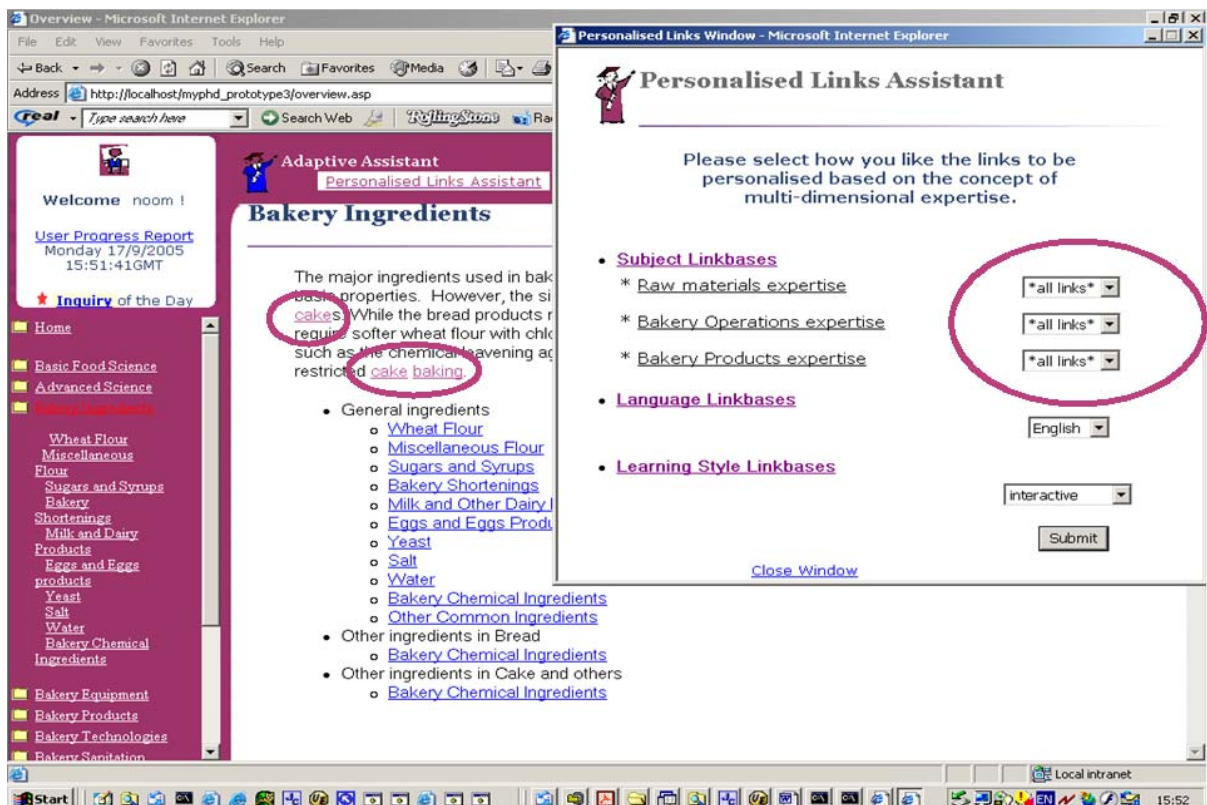 Overview - Microsoft Internet Explorer
File Edit View Favorites Tools Help
Back Search Favorites Media
Address http://localhost/myphd_prototype3/overview.asp
real Type search here Search Web RollingStone Ra
Welcome noom !
User Progress Report
Monday 17/9/2005
15:51:41GMT
Inquiry of the Day
Home
Basic Food Science
Advanced Science
Bakery Ingredients
Wheat Flour
Miscellaneous
Flour
Sugars and Syrups
Bakery
Shortenings
Milk and Dairy
Products
Eggs and Eggs
products
Yeast
Salt
Water
Bakery Chemical
Ingredients
Bakery Equipment
Bakery Products
Bakery Technologies
Bakery Sanitation
Adaptive Assistant
Personalised Links Assistant
Bakery Ingredients
The major ingredients used in bak
basic properties. However, the si
cakes. While the bread products r
require softer wheat flour with chl
such as the chemical leavening ag
restricted cake baking.
• General ingredients
o Wheat Flour
o Miscellaneous Flour
o Sugars and Syrups
o Bakery Shortenings
o Milk and Other Dairy
o Eggs and Eggs Produ
o Yeast
o Salt
o Water
o Bakery Chemical Ingredients
o Other Common Ingredients
• Other ingredients in Bread
o Bakery Chemical Ingredients
• Other ingredients in Cake and others
o Bakery Chemical Ingredients
Personalised Links Window - Microsoft Internet Explorer
Personalised Links Assistant
Please select how you like the links to be
personalised based on the concept of
multi-dimensional expertise.
• Subject Linkbases
* Raw materials expertise *all links*
* Bakery Operations expertise *all links*
* Bakery Products expertise *all links*
• Language Linkbases
English
• Learning Style Linkbases
interactive
Submit
Close Window
Local intranet
Start EN 15:52